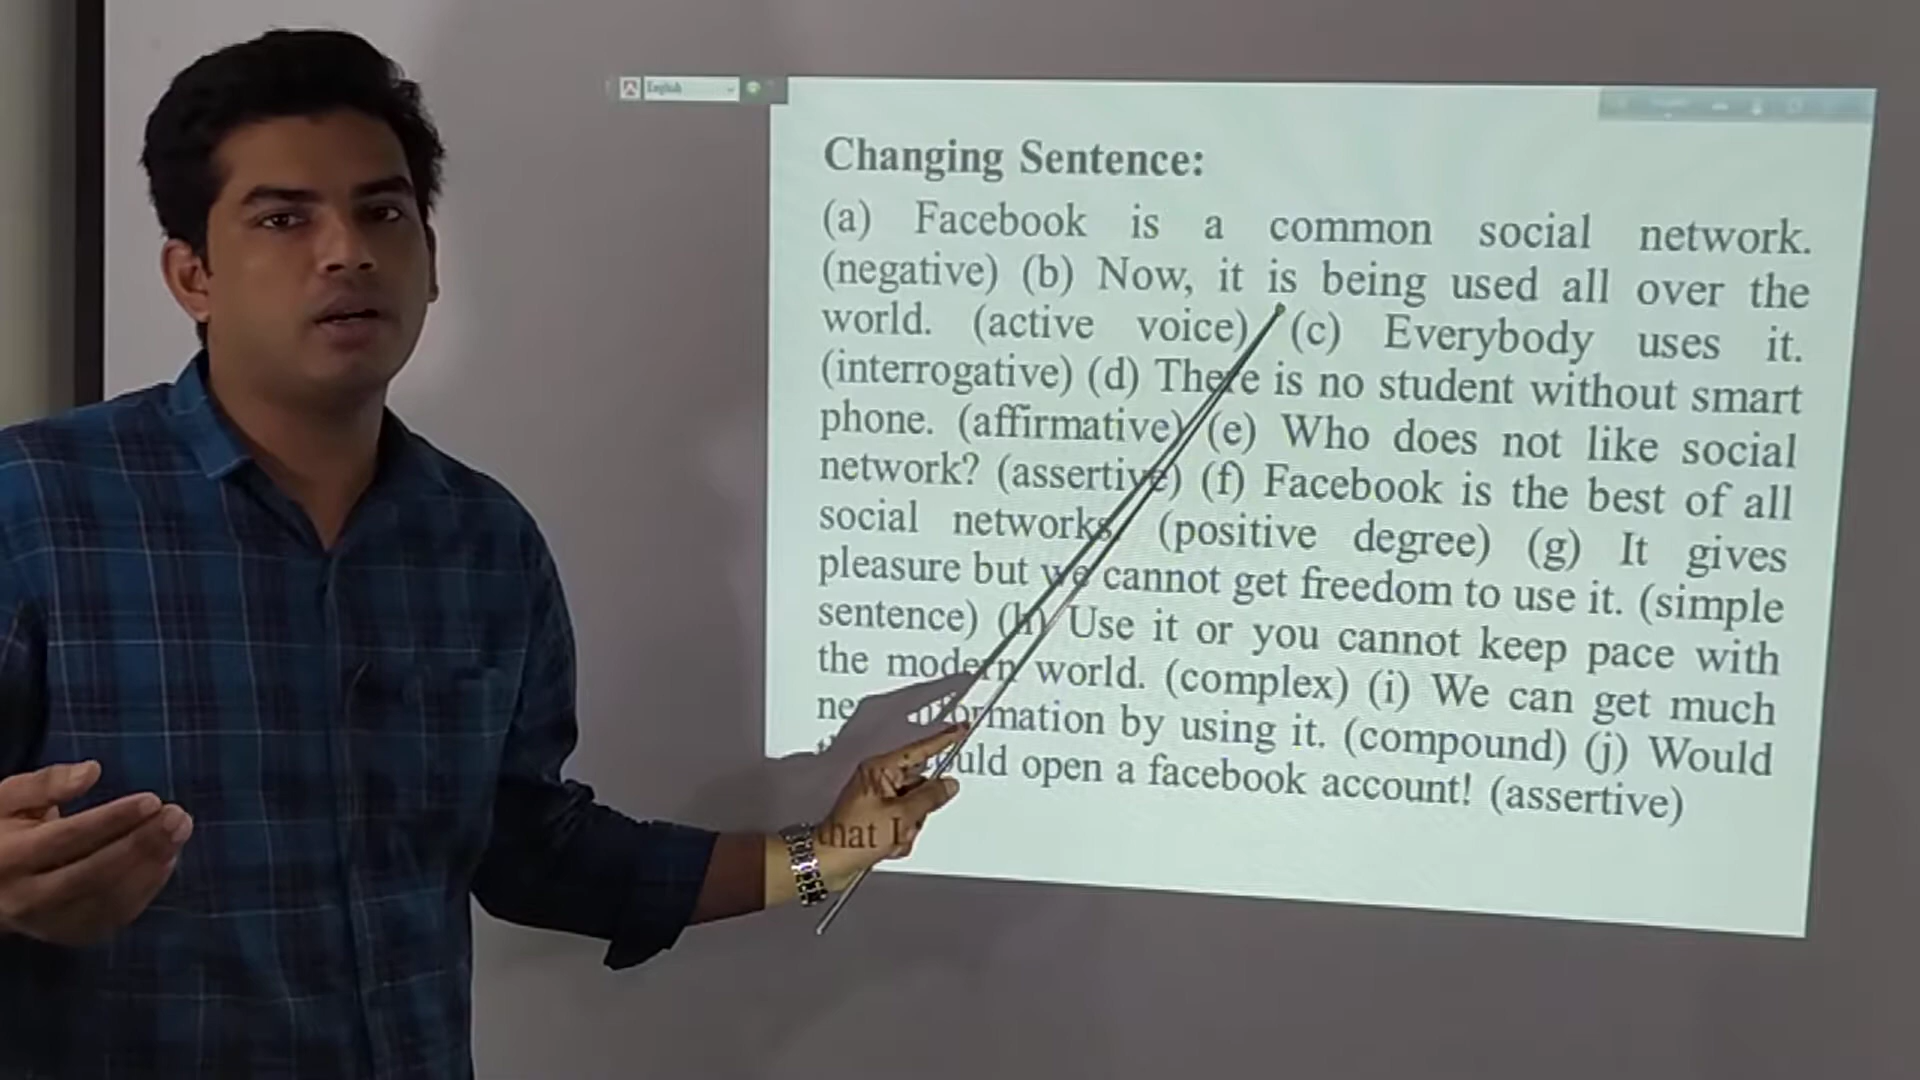 English
Changing Sentence:
(a) Facebook is a common social network.
(negative) (b) Now, it is being used all over the
world. (active voice) (c) Everybody uses it.
(interrogative) (d) There is no student without smart
phone. (affirmative) (e) Who does not like social
network? (assertive) (f) Facebook is the best of all
social networks. (positive degree) (g) It gives
pleasure but we cannot get freedom to use it. (simple
sentence) (h) Use it or you cannot keep pace with
the modern world. (complex) (i) We can get much
information by using it. (compound) (j) Would
that I could open a facebook account! (assertive)